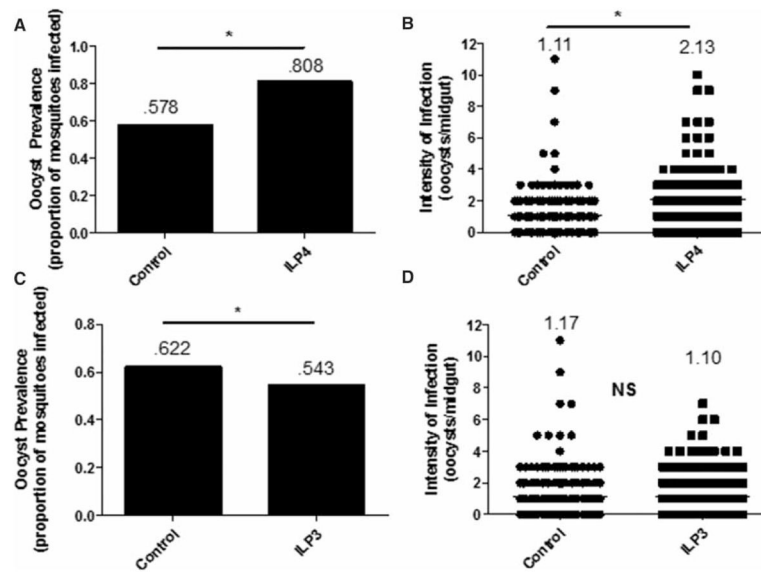 A
Oocyst Prevalence
(proportion of mosquitoes infected)
1.0
0.8
0.6
0.4
0.2
0.0
*
.578
.808
Control
ILP4
B
Intensity of Infection
(oocysts/midgut)
12
10
8
6
4
2
0
*
1.11
2.13
Control
ILP4
C
Oocyst Prevalence
(proportion of mosquitoes infected)
0.8
0.6
0.4
0.2
0.0
*
.622
.543
Control
ILP3
D
Intensity of Infection
(oocysts/midgut)
12
10
8
6
4
2
0
1.17
NS
1.10
Control
ILP3